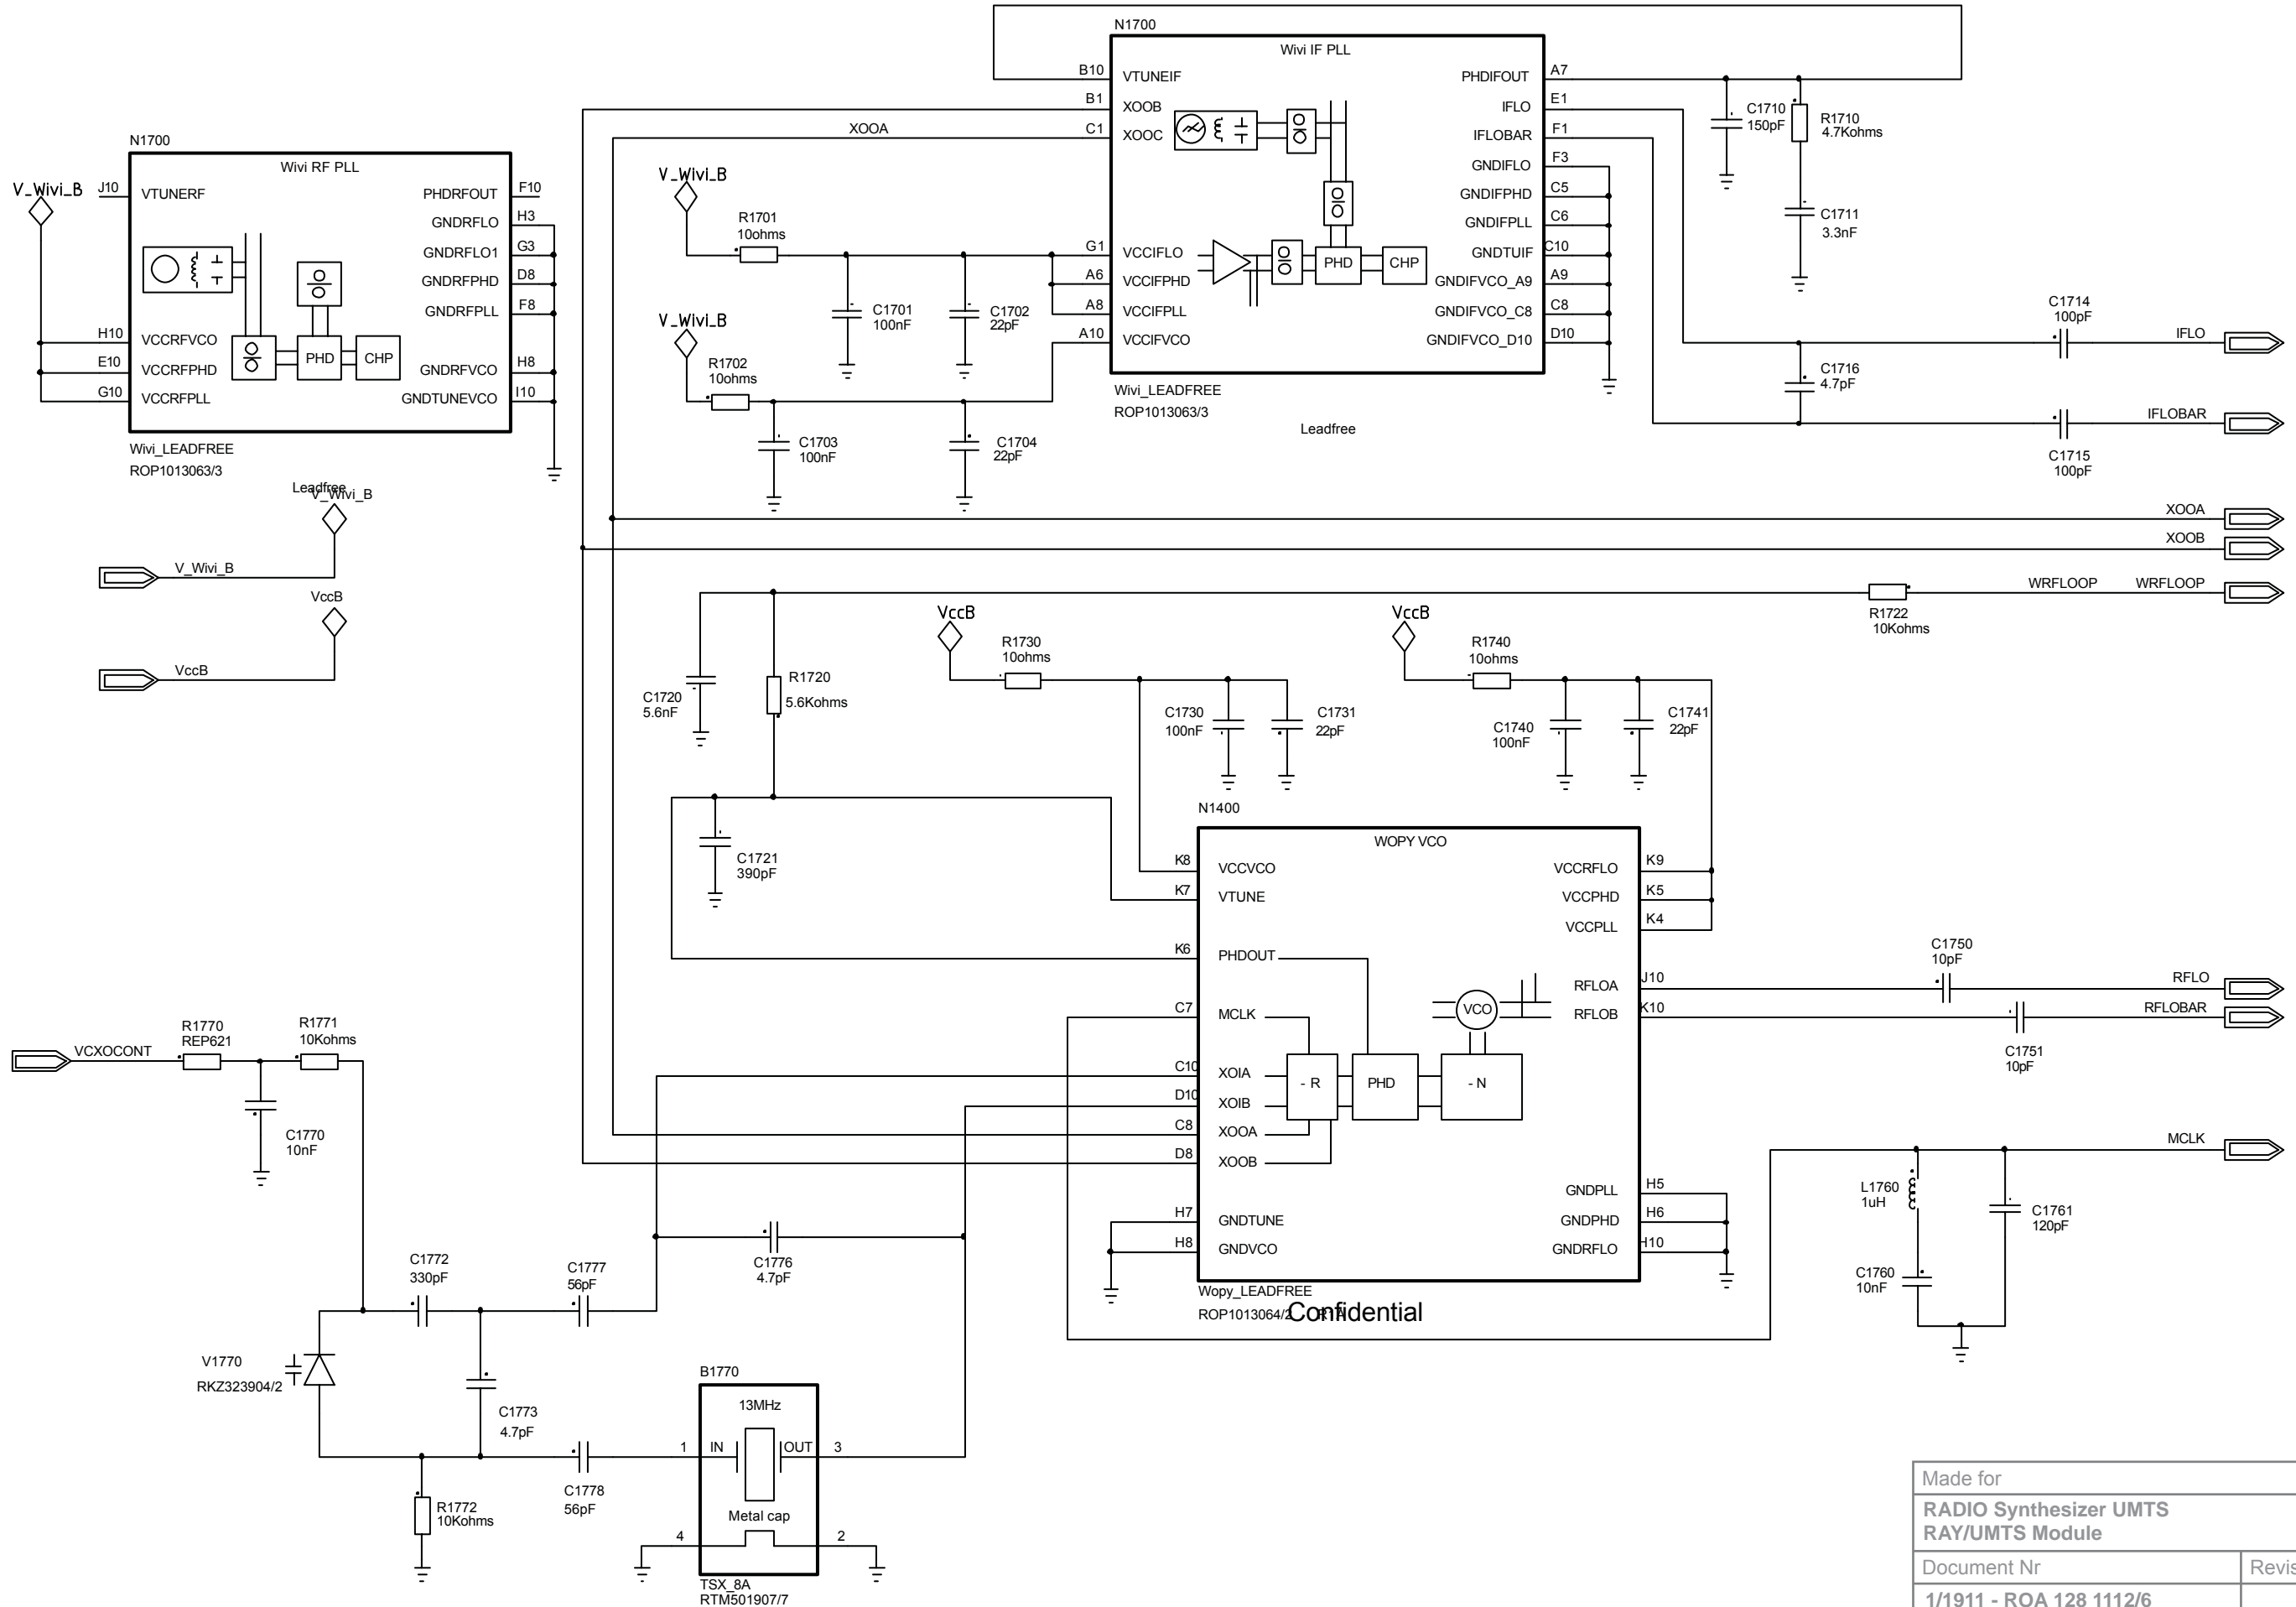 N1700
Wivi RF PLL
V_Wivi_B
J10 VTUNERF PHDRFOUT F10
GNDRFLO H3
GNDRFLO1 G3
GNDRFPHD D8
GNDRFPLL F8
H10 VCCRFVCO
E10 VCCRFPHD GNDRFVCO H8
G10 VCCRFPLL GNDTUNEVCO I10
PHD CHP
Wivi_LEADFREE
ROP1013063/3
Leadfree
V_Wivi_B
V_Wivi_B
VccB
VccB
N1700
Wivi IF PLL
B10 VTUNEIF PHDIFOUT A7
B1 XOOB IFLO E1
XOOA
C1 XOOC IFLOBAR F1
GNDIFLO F3
GNDIFPHD C5
GNDIFPLL C6
G1 VCCIFLO GNDTUIF C10
A6 VCCIFPHD GNDIFVCO_A9 A9
A8 VCCIFPLL GNDIFVCO_C8 C8
A10 VCCIFVCO GNDIFVCO_D10 D10
PHD CHP
Wivi_LEADFREE
ROP1013063/3
Leadfree
V_Wivi_B
R1701
10ohms
C1701
100nF
C1702
22pF
V_Wivi_B
R1702
10ohms
C1703
100nF
C1704
22pF
C1710
150pF
R1710
4.7Kohms
C1711
3.3nF
C1714
100pF
IFLO
C1716
4.7pF
IFLOBAR
C1715
100pF
XOOA
XOOB
WRFLOOP WRFLOOP
R1722
10Kohms
C1720
5.6nF
R1720
5.6Kohms
C1721
390pF
VccB
R1730
10ohms
C1730
100nF
C1731
22pF
VccB
R1740
10ohms
C1740
100nF
C1741
22pF
N1400
WOPY VCO
K8 VCCVCO VCCRFLO K9
K7 VTUNE VCCPHD K5
VCCPLL K4
K6 PHDOUT
RFLOA J10
C7 MCLK VCO RFLOB K10
C10 XOIA
- R PHD - N
D10 XOIB
C8 XOOA
D8 XOOB
GNDPLL H5
H7 GNDTUNE GNDPHD H6
H8 GNDVCO GNDRFLO H10
Wopy_LEADFREE
ROP1013064/2 R1A
Confidential
C1750
10pF
RFLO
RFLOBAR
C1751
10pF
MCLK
L1760
1uH
C1761
120pF
C1760
10nF
VCXOCONT
R1770
REP621
R1771
10Kohms
C1770
10nF
C1772
330pF
C1777
56pF
C1776
4.7pF
V1770
RKZ323904/2
C1773
4.7pF
C1778
56pF
R1772
10Kohms
B1770
13MHz
1 IN OUT 3
Metal cap
4 2
TSX_8A
RTM501907/7
Made for
RADIO Synthesizer UMTS
RAY/UMTS Module
Document Nr Revis
1/1911 - ROA 128 1112/6